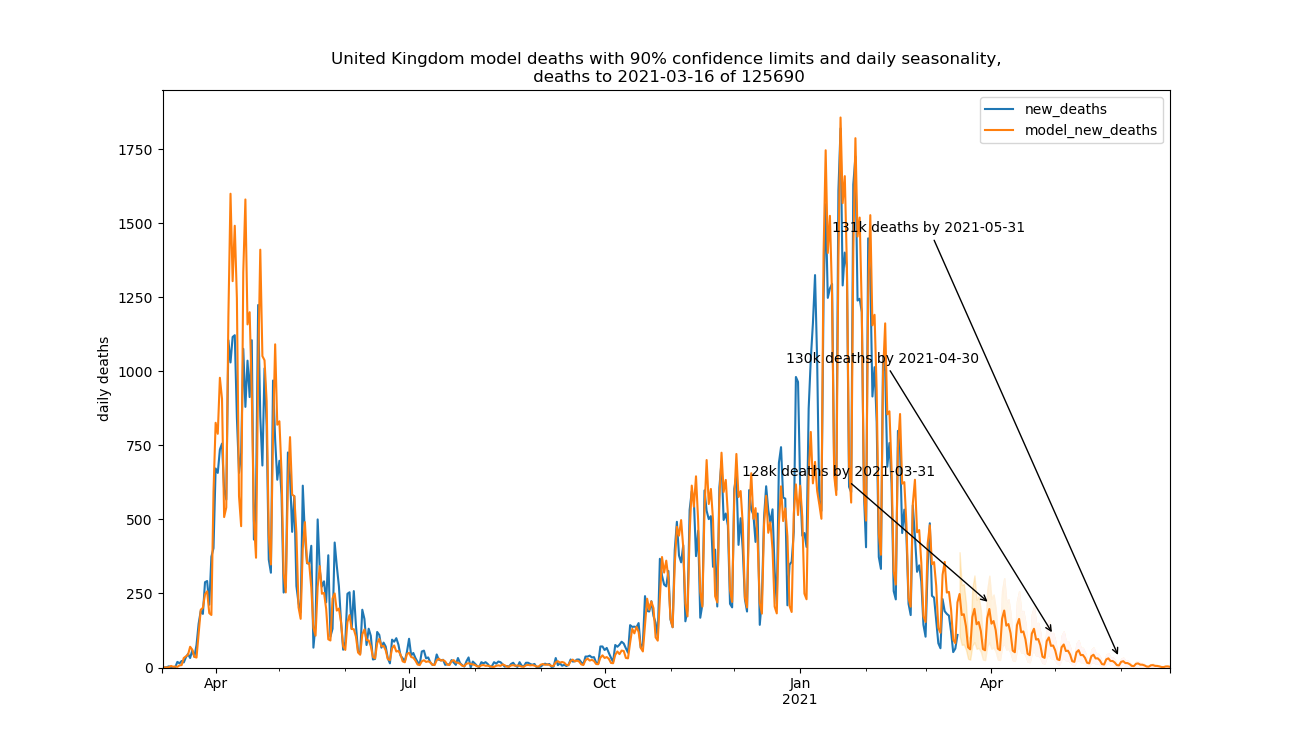 United Kingdom model deaths with 90% confidence limits and daily seasonality,
deaths to 2021-03-16 of 125690
new_deaths
model_new_deaths
1750
1500
1250
1000
750
500
250
0
daily deaths
131k deaths by 2021-05-31
130k deaths by 2021-04-30
128k deaths by 2021-03-31
Apr
Jul
Oct
Jan
2021
Apr